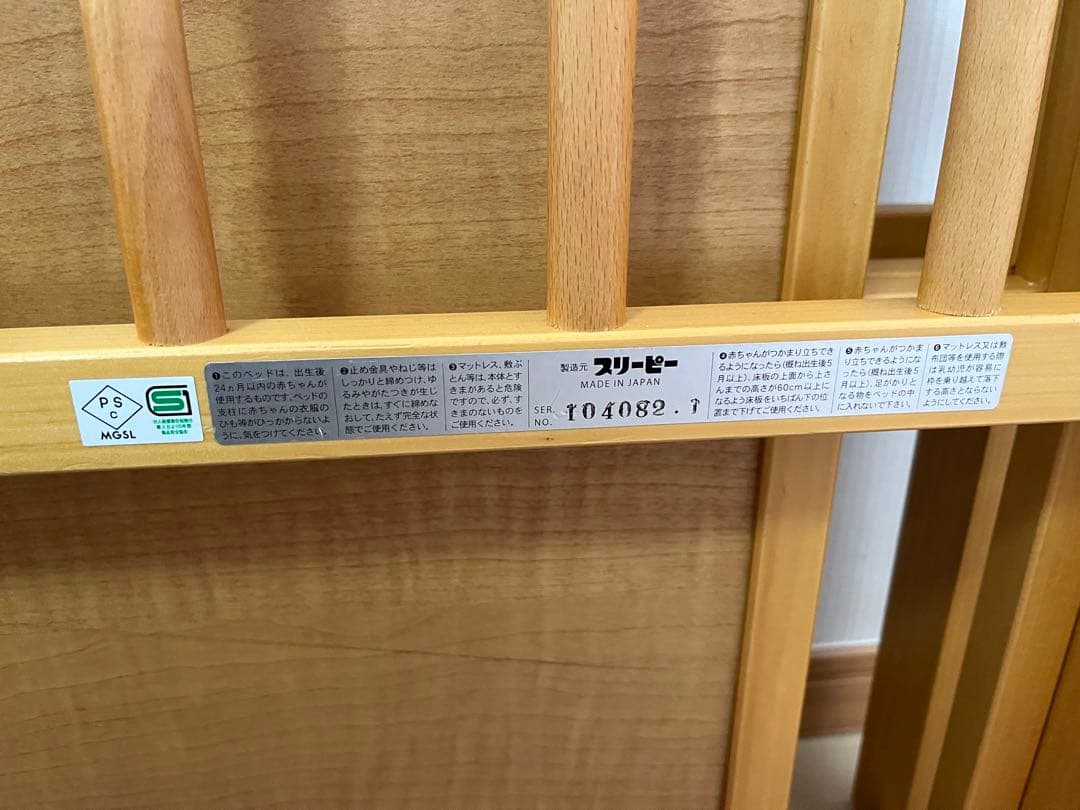 PS
C
MGSL
❶このベッドは、出生後
24ヵ月以内の赤ちゃんが
使用するものです。ベッドの
支柱に赤ちゃんの衣服の
ひも等がひっかからないよ
うに、気をつけてください。
❷止め金具やねじ等は
しっかりと締めつけ、ゆ
るみやがたつきが生じ
たときは、すぐに締めな
おして、たえず完全な状
態でご使用ください。
❸マットレス、敷ぶ
とん等は、本体とす
きまがあると危険
ですので、必ず、す
きまのないものを
ご使用ください。
製造元 スリーピー
MADE IN JAPAN
SER.
NO. 104082.1
❹赤ちゃんがつかまり立ちでき
るようになったら(概ね出生後5
月以上)、床板の上面から上さ
んまでの高さが60cm以上に
なるよう床板をいちばん下の位
置まで下げてご使用ください。
❺赤ちゃんがつかま
り立ちできるようにな
ったら(概ね出生後5
月以上)、足がかりと
なる物をベッドの中
に入れないで下さい。
❻マットレス又は敷
布団等を使用する際
は乳幼児が容易に
枠を乗り越えて落下
する高さとならない
ようにしてください。